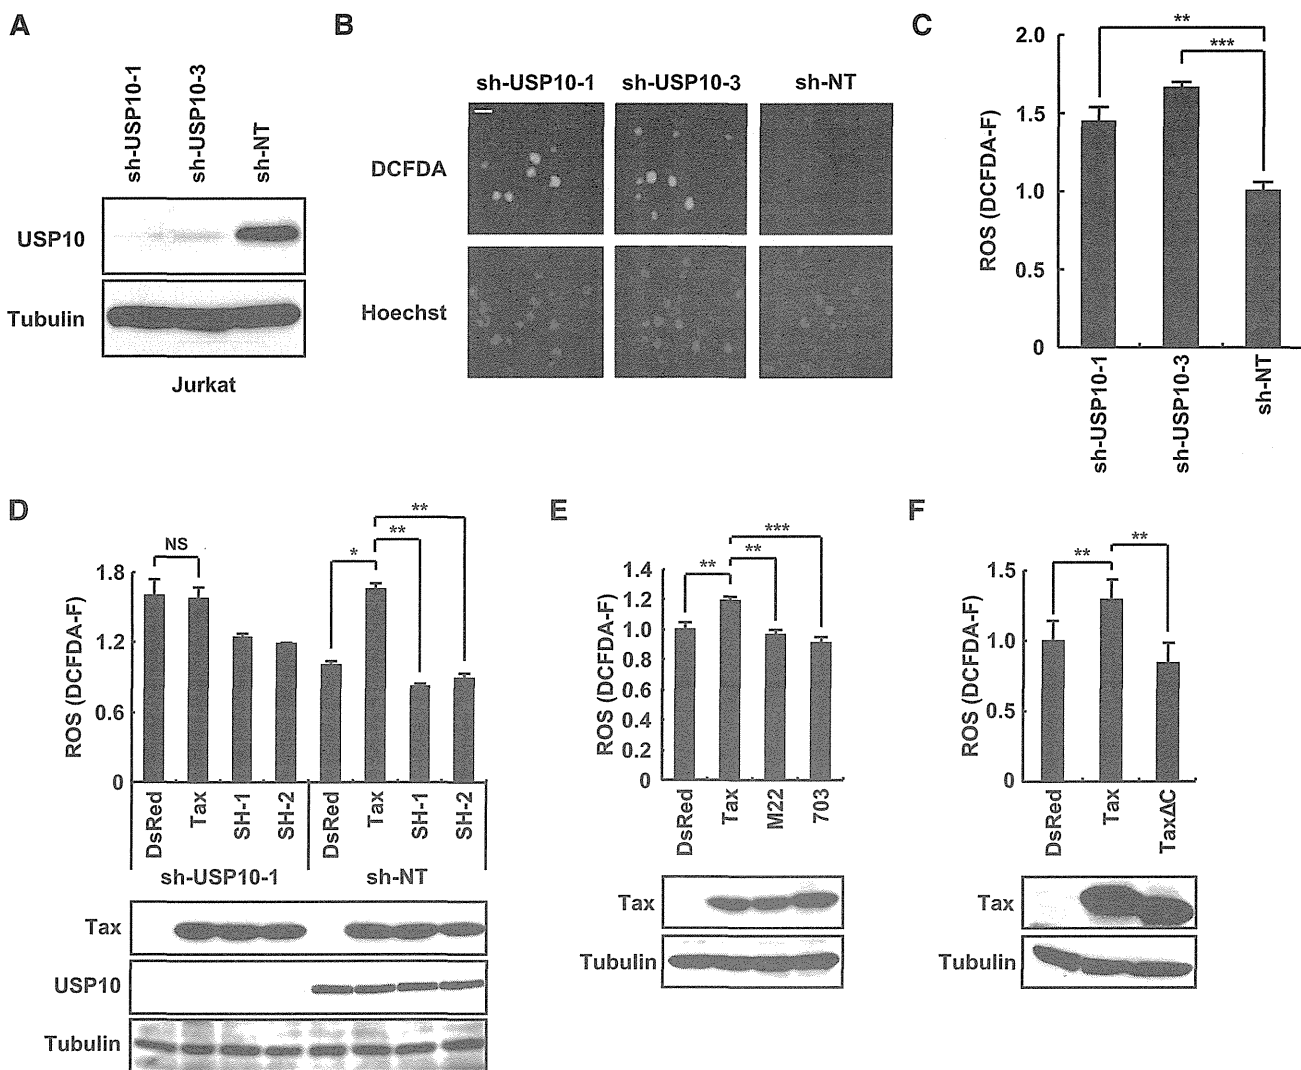 A
sh-USP10-1
sh-USP10-3
sh-NT
USP10
Tubulin
Jurkat
B
sh-USP10-1 sh-USP10-3 sh-NT
DCFDA
Hoechst
C
**
***
ROS (DCFDA-F)
2.0
1.5
1.0
0.5
0
sh-USP10-1
sh-USP10-3
sh-NT
D
NS
*
**
**
ROS (DCFDA-F)
1.8
1.2
0.6
0
DsRed
Tax
SH-1
SH-2
DsRed
Tax
SH-1
SH-2
sh-USP10-1 sh-NT
Tax
USP10
Tubulin
E
***
**
**
ROS (DCFDA-F)
1.4
1.2
1.0
0.8
0.6
0.4
0.2
0
DsRed
Tax
M22
703
Tax
Tubulin
F
**
**
ROS (DCFDA-F)
1.5
1.0
0.5
0
DsRed
Tax
TaxΔC
Tax
Tubulin